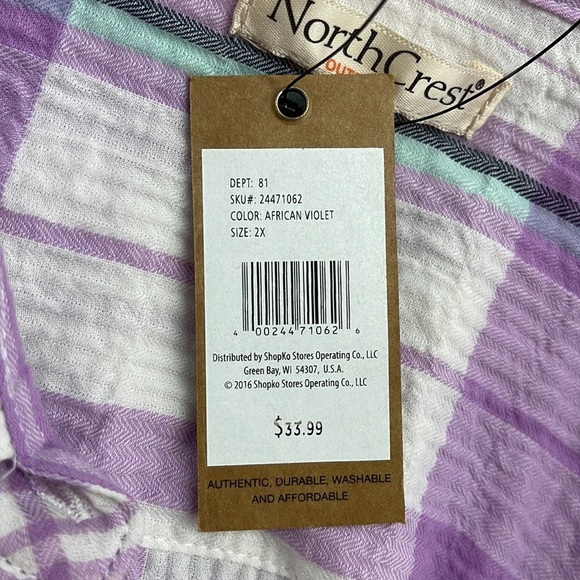 NorthCrest®
OUT
DEPT: 81
SKU#: 24471062
COLOR: AFRICAN VIOLET
SIZE: 2X
4 00244 71062 6
Distributed by ShopKo Stores Operating Co., LLC
Green Bay, WI 54307, U.S.A.
© 2016 Shopko Stores Operating Co., LLC
$33.99
AUTHENTIC, DURABLE, WASHABLE
AND AFFORDABLE